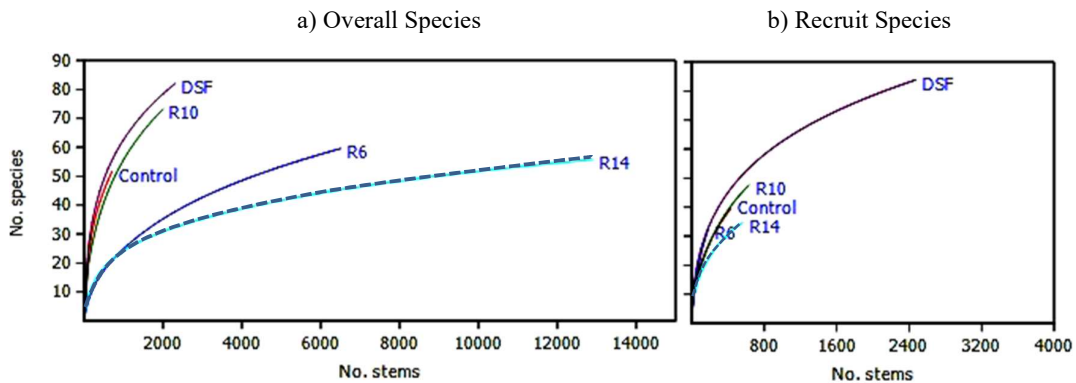 a) Overall Species
b) Recruit Species
No. species
90
80
70
60
50
40
30
20
10
DSF
R10
Control
R6
R14
2000 4000 6000 8000 10000 12000 14000
No. stems
DSF
R10
Control
R6
R14
800 1600 2400 3200 4000
No. stems